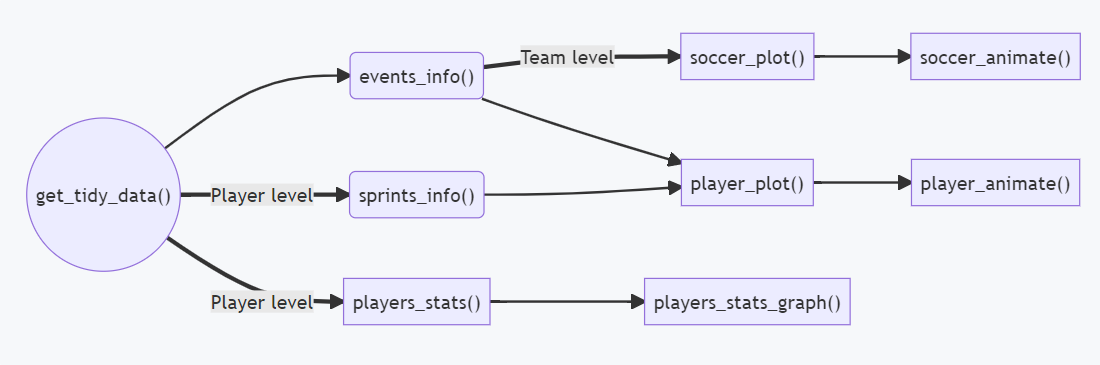 get_tidy_data()
events_info()
Team level
soccer_plot()
soccer_animate()
Player level
sprints_info()
player_plot()
player_animate()
Player level
players_stats()
players_stats_graph()